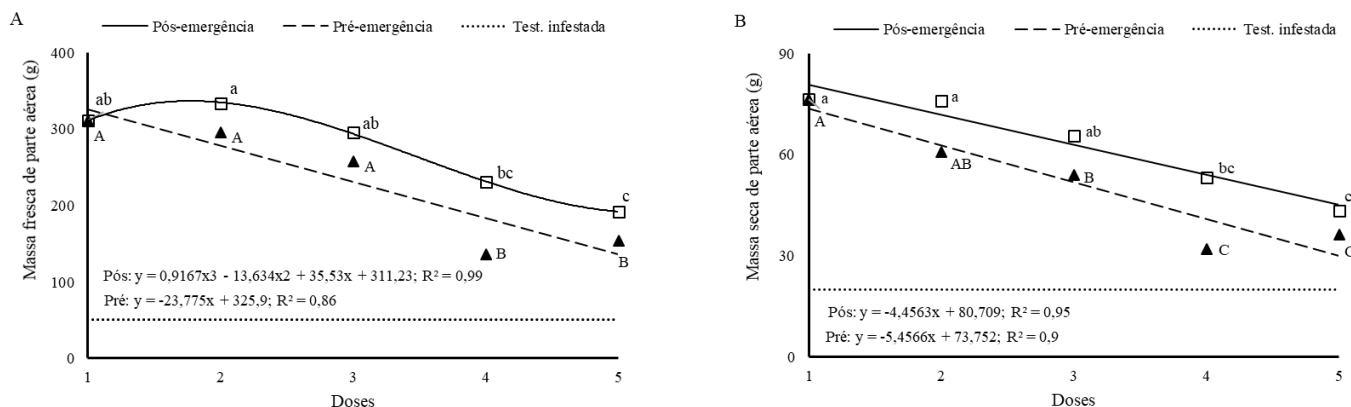 A
Pós-emergência Pré-emergência Test. infestada
Massa fresca de parte aérea (g)
400
300
200
100
0
ab
a
ab
bc
c
A
A
A
B
B
Pós: y = 0,9167x3 - 13,634x2 + 35,53x + 311,23; R² = 0,99
Pré: y = -23,775x + 325,9; R² = 0,86
1 2 3 4 5
Doses
B
Pós-emergência Pré-emergência Test. infestada
Massa seca de parte aérea (g)
90
60
30
0
a
a
ab
bc
c
A
AB
B
C
C
Pós: y = -4,4563x + 80,709; R² = 0,95
Pré: y = -5,4566x + 73,752; R² = 0,9
1 2 3 4 5
Doses